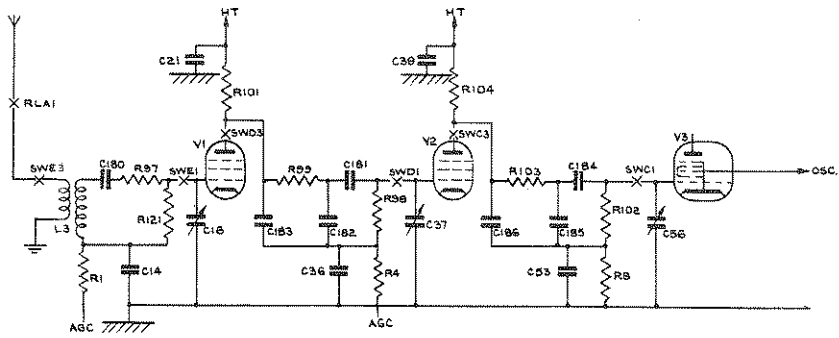 HT
HT
C21
C39
R101
R104
RLA1
V1
SWD3
V2
SWC3
V3
C180
R97
SWE1
R99
C181
SWD1
R103
C184
SWC1
OSC.
SWE3
L3
R121
C18
R98
C37
R102
C56
C183
C182
C186
C185
R1
C14
C36
R4
C53
R8
AGC
AGC